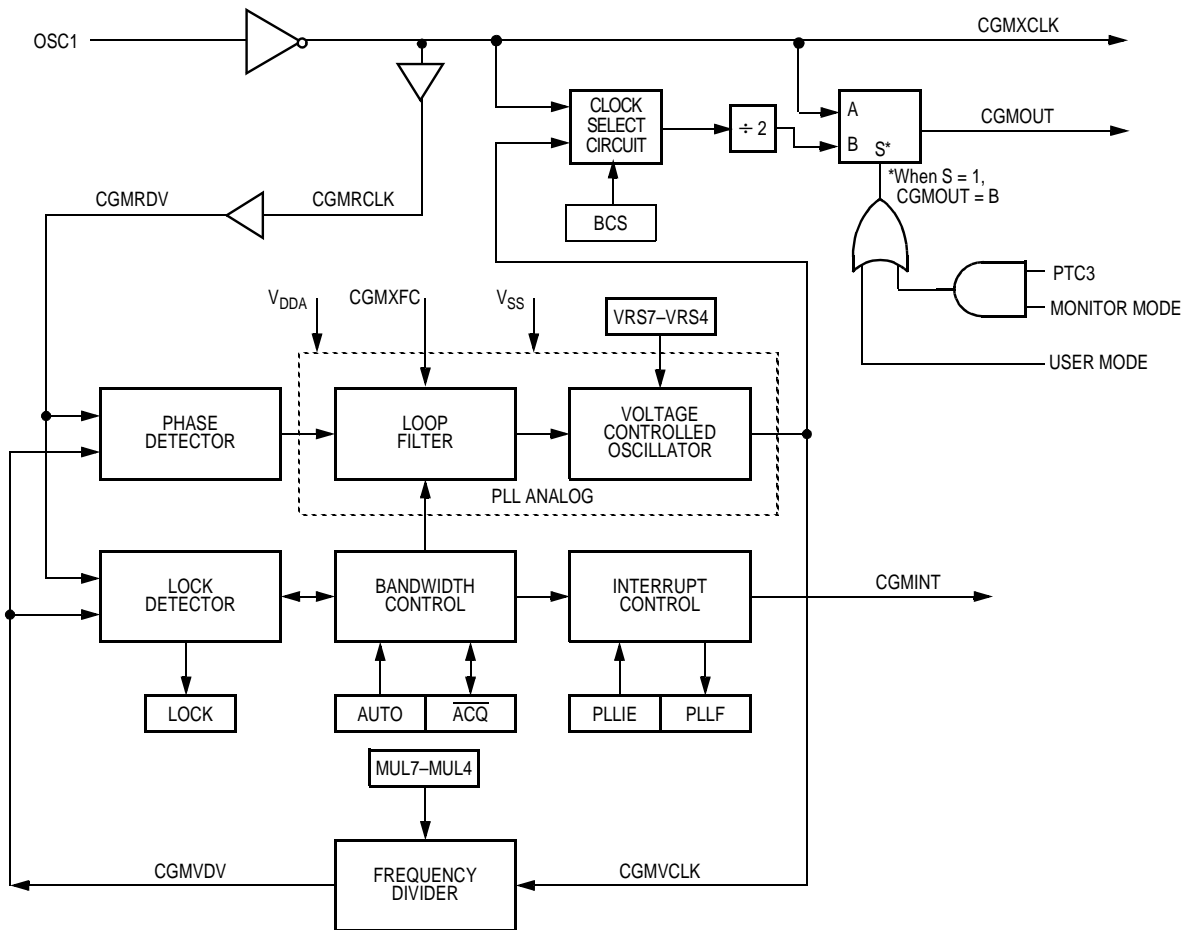 OSC1
CGMXCLK
CLOCK
SELECT
CIRCUIT
÷ 2
A
B
S*
CGMOUT
*When S = 1,
CGMOUT = B
CGMRDV
CGMRCLK
BCS
PTC3
MONITOR MODE
USER MODE
VDDA
CGMXFC
VSS
VRS7–VRS4
PHASE
DETECTOR
LOOP
FILTER
VOLTAGE
CONTROLLED
OSCILLATOR
PLL ANALOG
LOCK
DETECTOR
BANDWIDTH
CONTROL
INTERRUPT
CONTROL
CGMINT
LOCK
AUTO
ACQ
PLLIE
PLLF
MUL7–MUL4
CGMVDV
FREQUENCY
DIVIDER
CGMVCLK